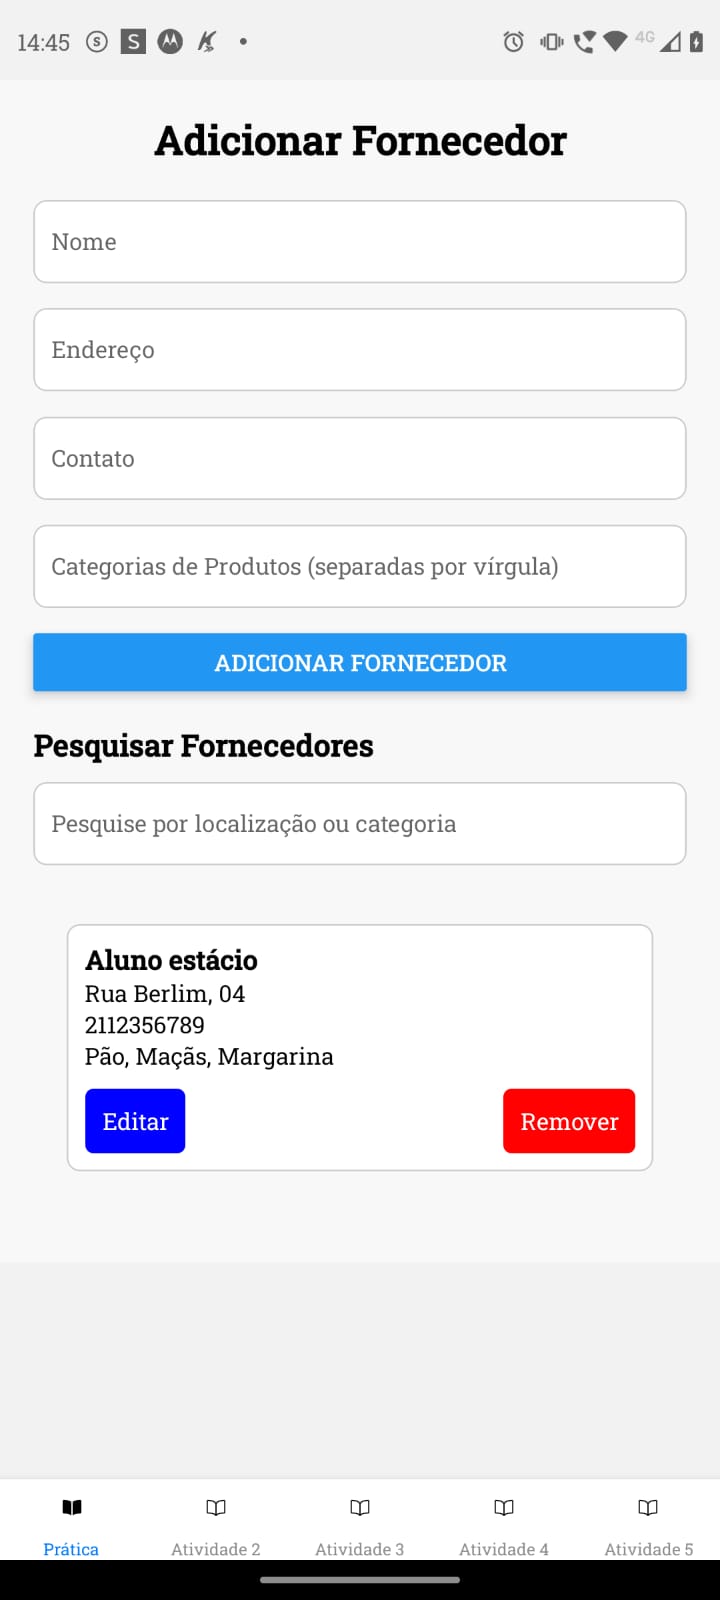 14:45 S S 4G
Adicionar Fornecedor
Nome
Endereço
Contato
Categorias de Produtos (separadas por vírgula)
ADICIONAR FORNECEDOR
Pesquisar Fornecedores
Pesquise por localização ou categoria
Aluno estácio
Rua Berlim, 04
2112356789
Pão, Maçãs, Margarina
Editar Remover
Prática Atividade 2 Atividade 3 Atividade 4 Atividade 5